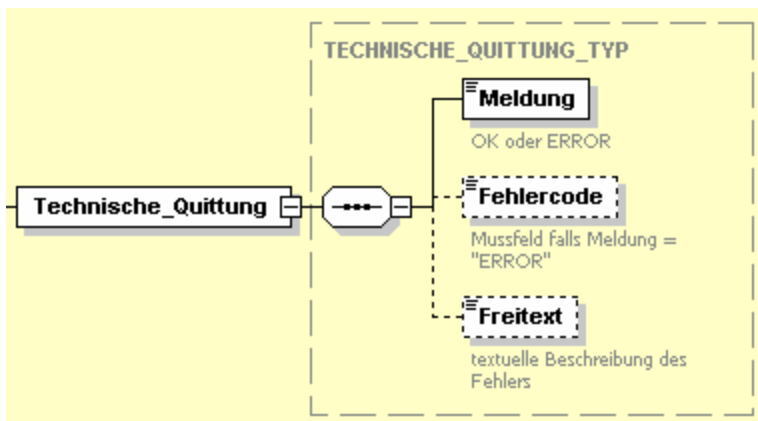 TECHNISCHE_QUITTUNG_TYP
Meldung
OK oder ERROR
Technische_Quittung
Fehlercode
Mussfeld falls Meldung =
"ERROR"
Freitext
textuelle Beschreibung des
Fehlers